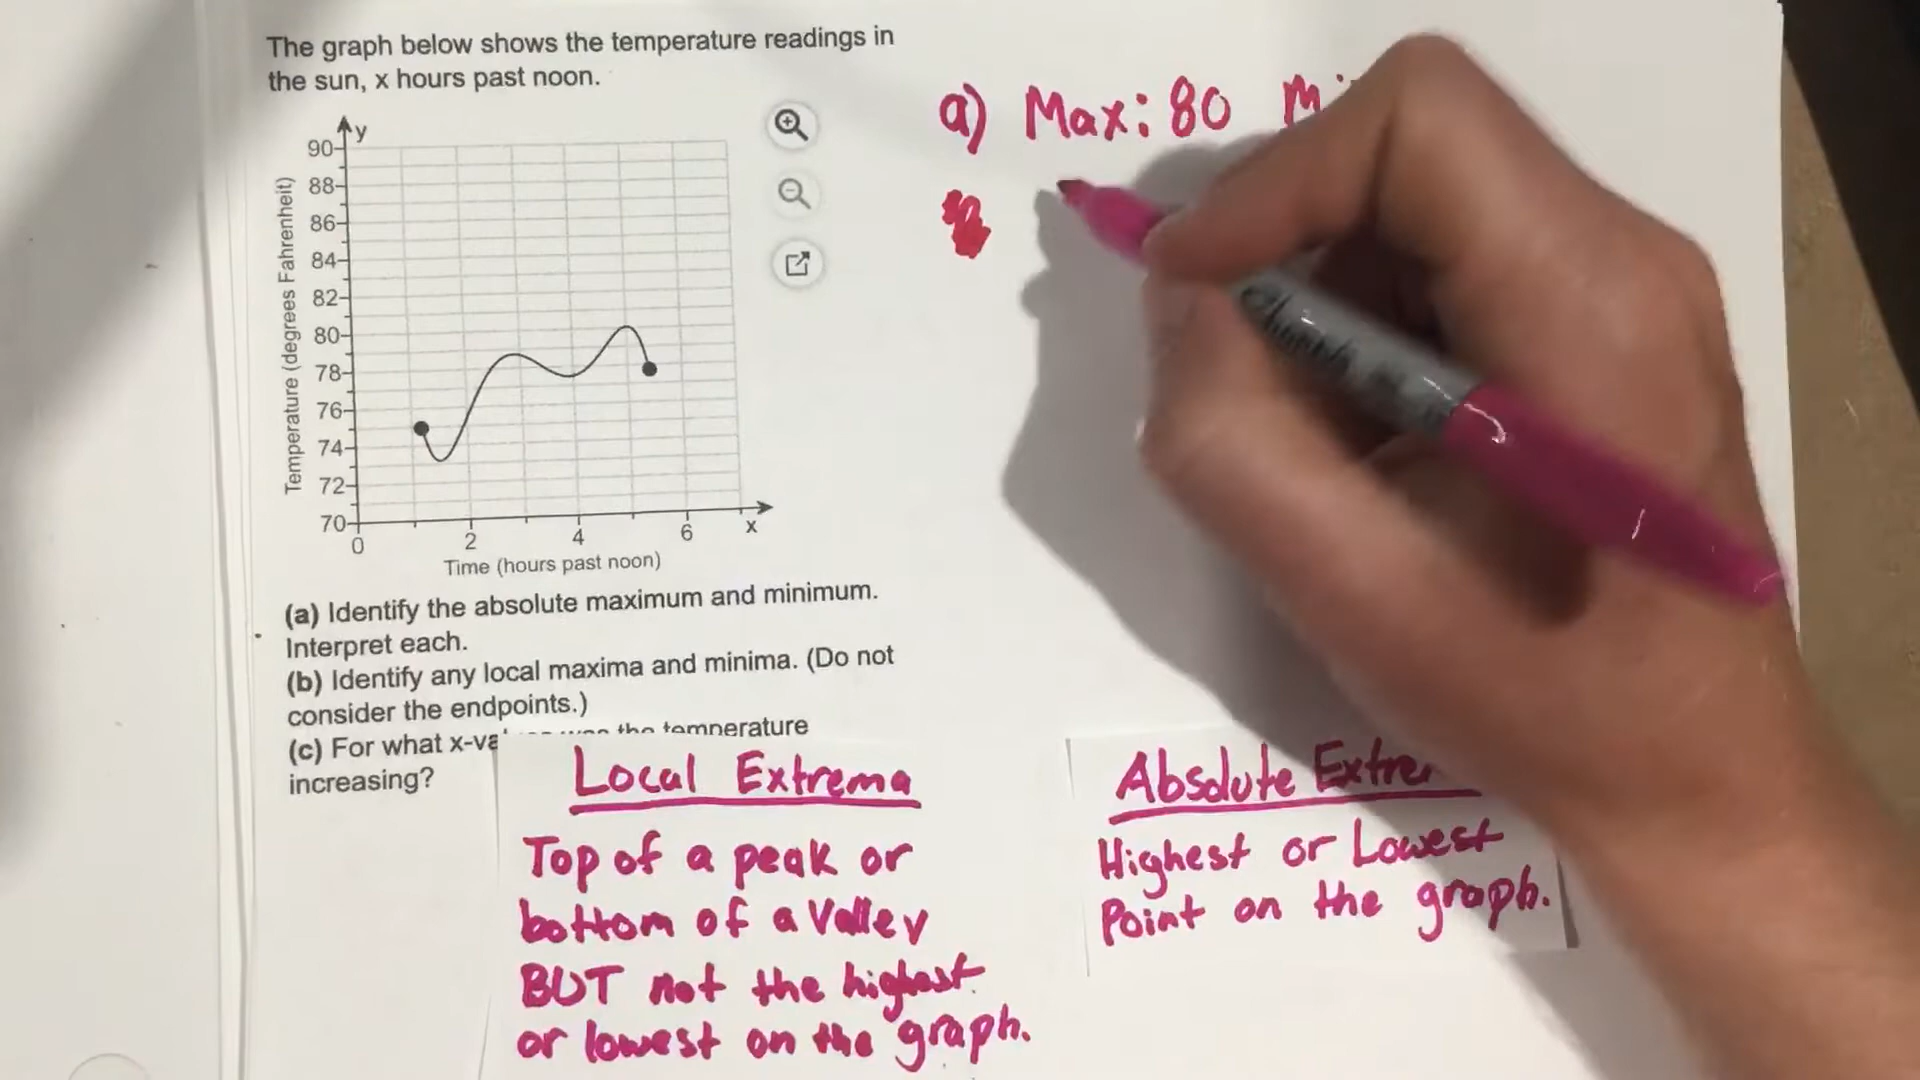 The graph below shows the temperature readings in
the sun, x hours past noon.
a) Max: 80
y
90
88
86
84
82
80
78
76
74
72
70
Temperature (degrees Fahrenheit)
0 2 4 6 x
Time (hours past noon)
(a) Identify the absolute maximum and minimum.
Interpret each.
(b) Identify any local maxima and minima. (Do not
consider the endpoints.)
(c) For what the temperature
increasing?
Local Extrema
Top of a peak or
bottom of a Valley
BUT not the highest
or lowest on the graph.
Absolute
Highest or Lowest
Point on the graph.